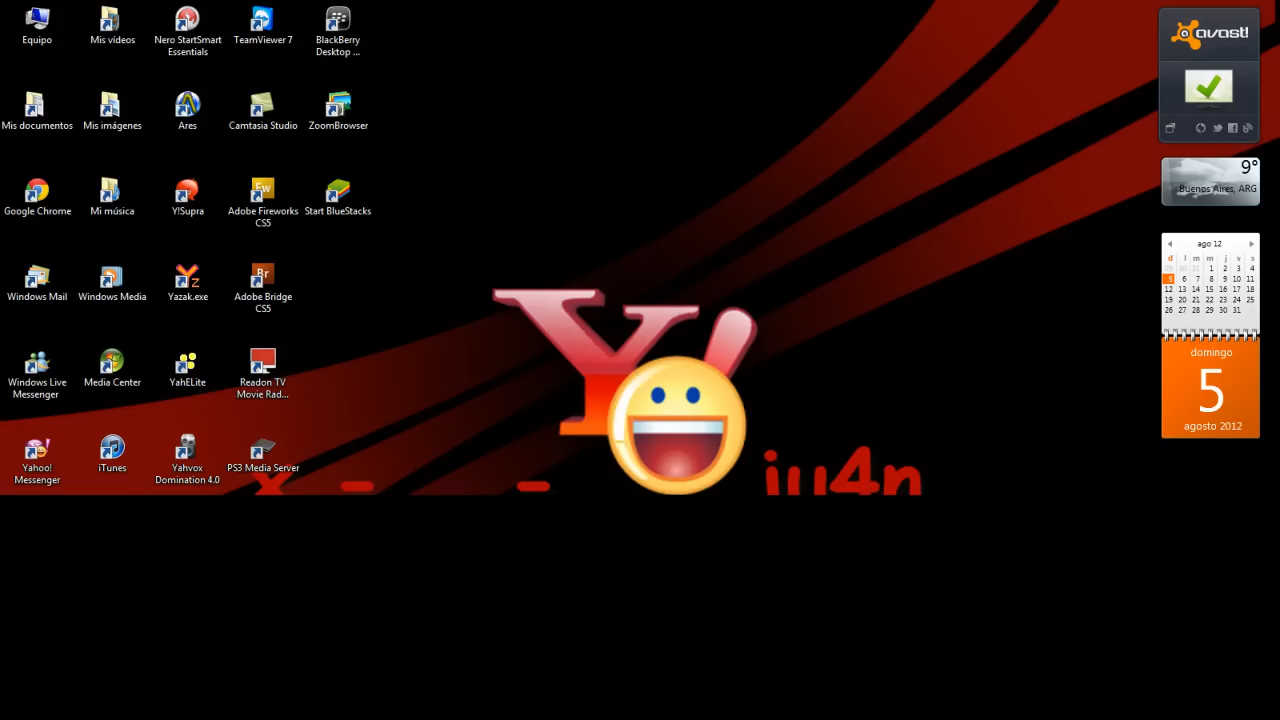 Equipo
Mis vídeos
Nero StartSmart
Essentials
TeamViewer 7
BlackBerry
Desktop ...
Mis documentos
Mis imágenes
Ares
Camtasia Studio
ZoomBrowser
Google Chrome
Mi música
Y!Supra
Adobe Fireworks
CS5
Start BlueStacks
Windows Mail
Windows Media
Yazak.exe
Adobe Bridge
CS5
Windows Live
Messenger
Media Center
YahELite
Readon TV
Movie Rad...
Yahoo!
Messenger
iTunes
Yahvox
Domination 4.0
PS3 Media Server
Fw
Br
Y!
avast!
9°
Buenos Aires, ARG
ago 12
d l m m j v s
29 30 31 1 2 3 4
5 6 7 8 9 10 11
12 13 14 15 16 17 18
19 20 21 22 23 24 25
26 27 28 29 30 31
domingo
5
agosto 2012